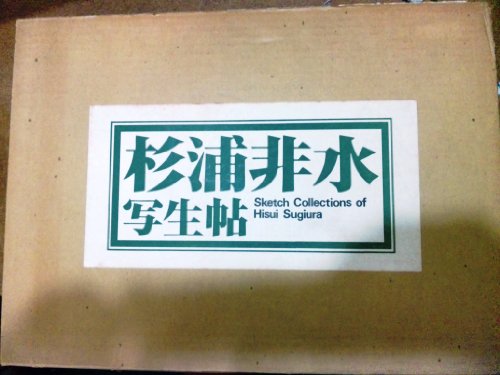 杉浦非水
写生帖
Sketch Collections of
Hisui Sugiura